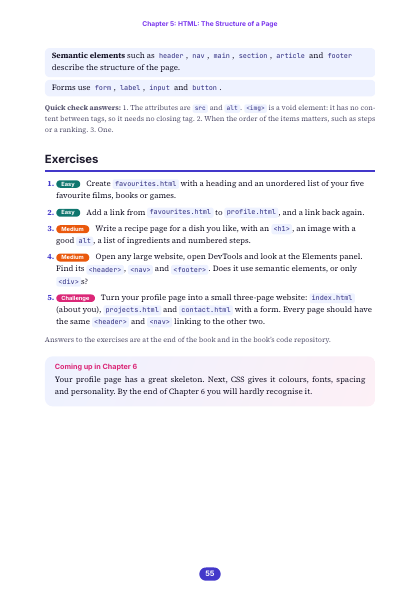 Chapter 5: HTML: The Structure of a Page
Semantic elements such as header, nav, main, section, article and footer
describe the structure of the page.
Forms use form, label, input and button.
Quick check answers: 1. The attributes are src and alt. <img> is a void element: it has no con-
tent between tags, so it needs no closing tag. 2. When the order of the items matters, such as steps
or a ranking. 3. One.
Exercises
1. Easy Create favourites.html with a heading and an unordered list of your five
favourite films, books or games.
2. Easy Add a link from favourites.html to profile.html, and a link back again.
3. Medium Write a recipe page for a dish you like, with an <h1>, an image with a
good alt, a list of ingredients and numbered steps.
4. Medium Open any large website, open DevTools and look at the Elements panel.
Find its <header>, <nav> and <footer>. Does it use semantic elements, or only
<div>s?
5. Challenge Turn your profile page into a small three-page website: index.html
(about you), projects.html and contact.html with a form. Every page should have
the same <header> and <nav> linking to the other two.
Answers to the exercises are at the end of the book and in the book's code repository.
Coming up in Chapter 6
Your profile page has a great skeleton. Next, CSS gives it colours, fonts, spacing
and personality. By the end of Chapter 6 you will hardly recognise it.
55